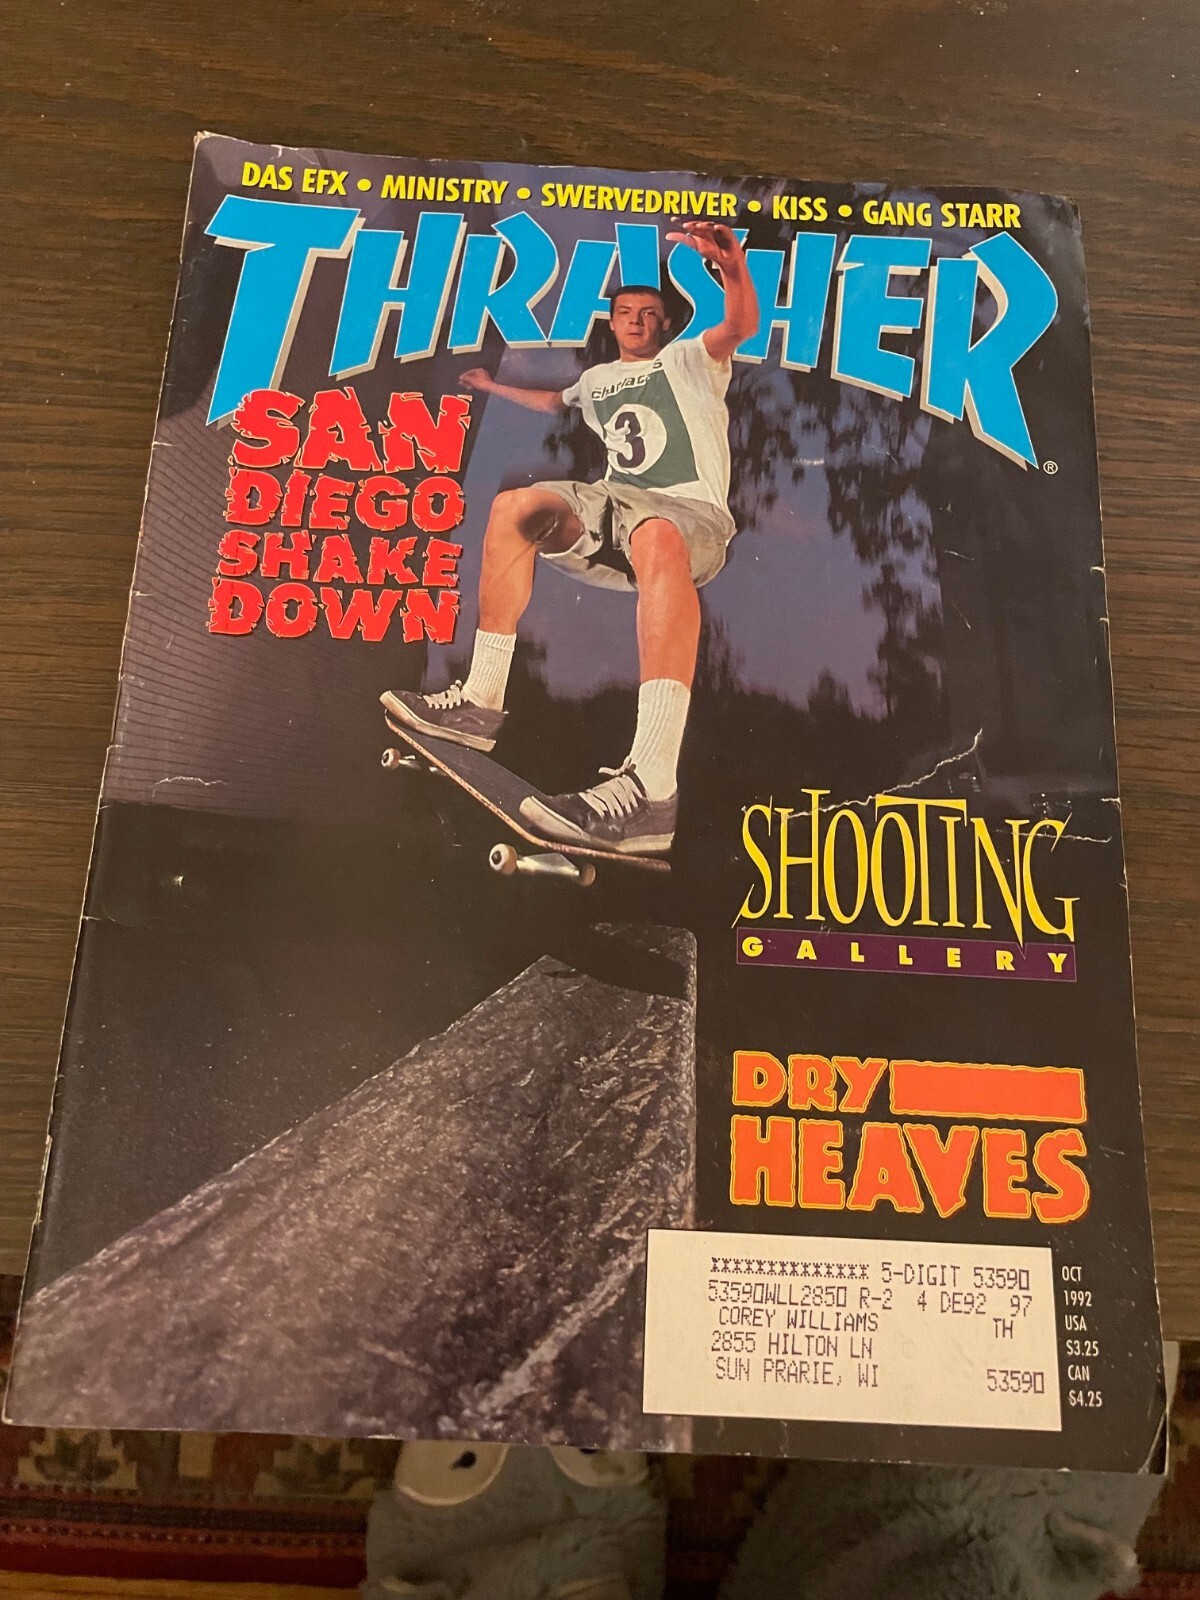 DAS EFX • MINISTRY • SWERVEDRIVER • KISS • GANG STARR
THRASHER
®
SAN
DIEGO
SHAKE
DOWN
3
SHOOTING
GALLERY
DRY
HEAVES
XXXXXXXXXXXXXX 5-DIGIT 53590
53590WLL2850 R-2 4 DE92 97
COREY WILLIAMS TH
2855 HILTON LN
SUN PRARIE, WI 53590
OCT
1992
USA
$3.25
CAN
$4.25